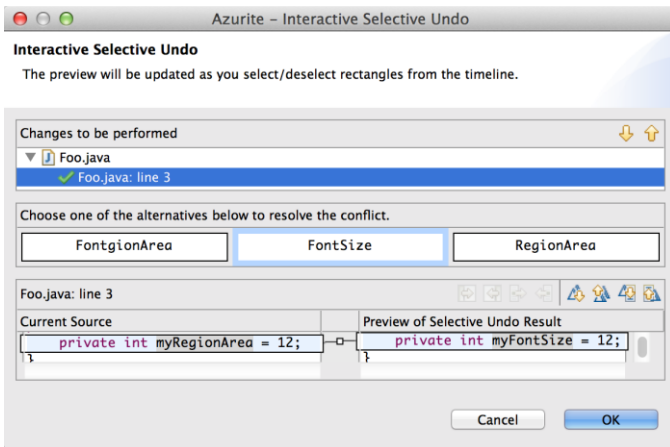 Azurite – Interactive Selective Undo
Interactive Selective Undo
The preview will be updated as you select/deselect rectangles from the timeline.
Changes to be performed
J Foo.java
Foo.java: line 3
Choose one of the alternatives below to resolve the conflict.
FontgionArea FontSize RegionArea
Foo.java: line 3
Current Source Preview of Selective Undo Result
private int myRegionArea = 12; private int myFontSize = 12;
} }
Cancel OK